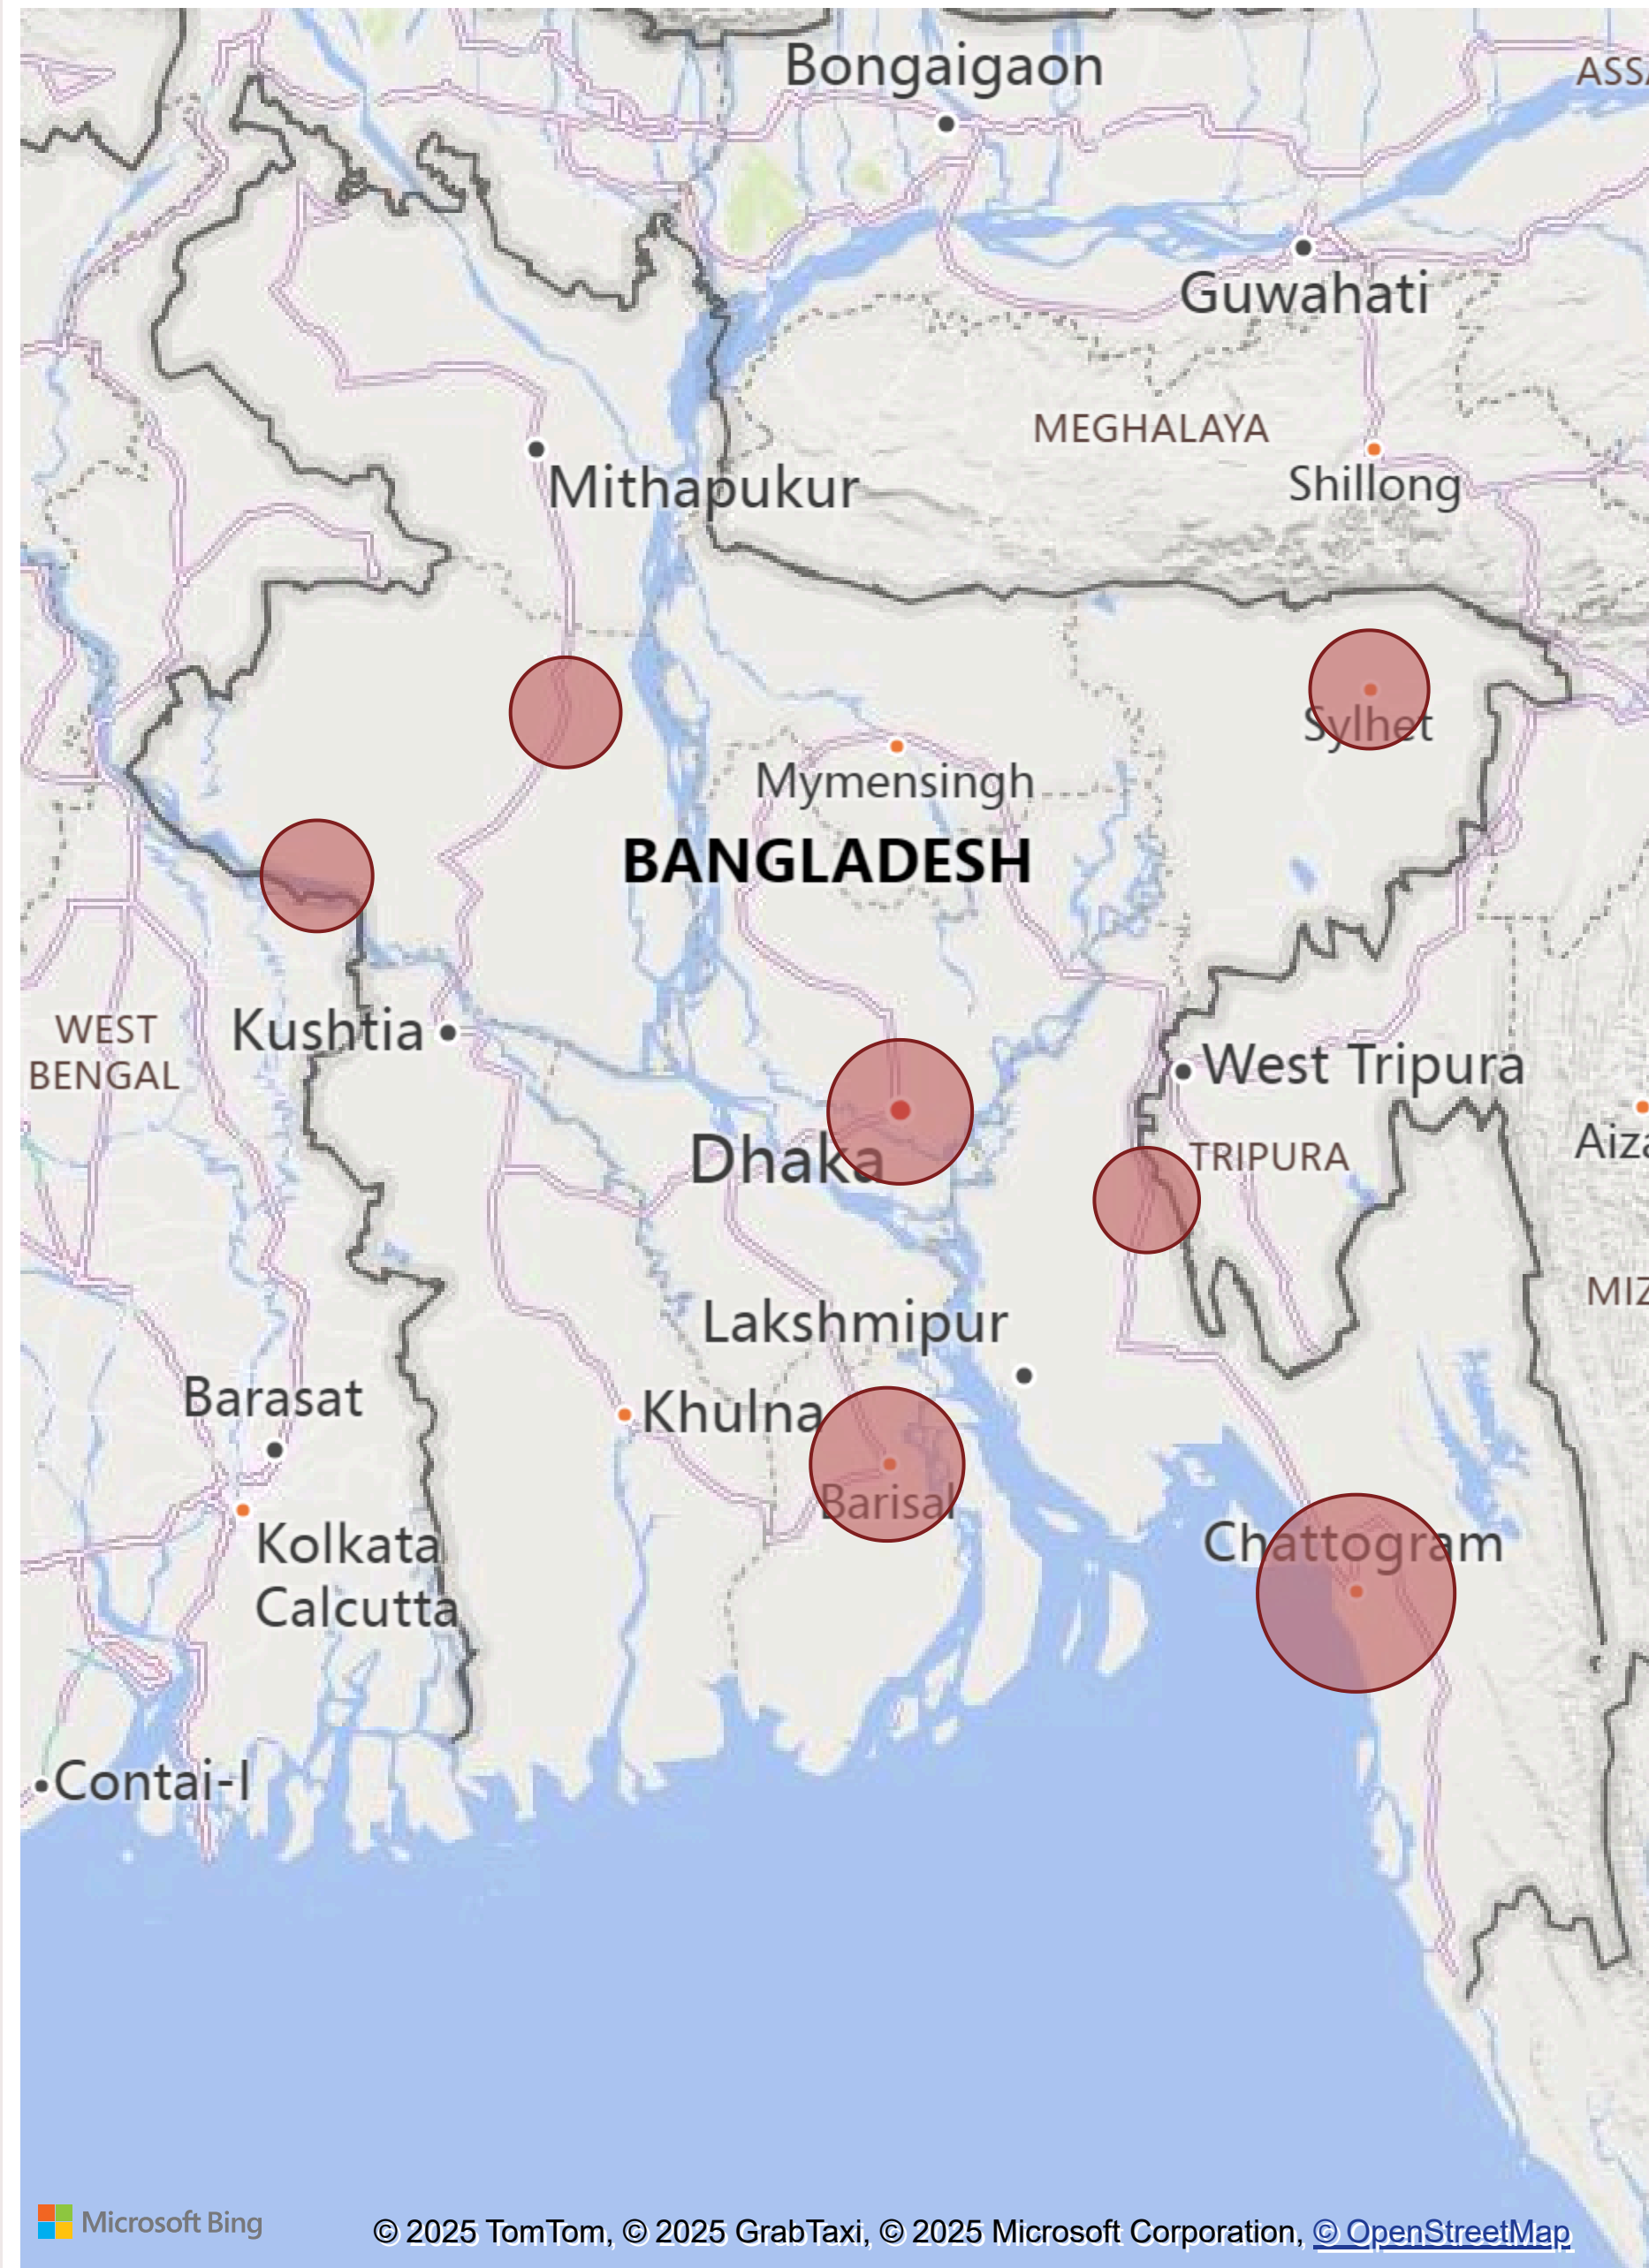 Bongaigaon
ASSA
Guwahati
MEGHALAYA
Shillong
Mithapukur
Sylhet
Mymensingh
BANGLADESH
WEST
BENGAL
Kushtia
West Tripura
Dhaka
TRIPURA
Aiza
MIZ
Lakshmipur
Barasat
Khulna
Barisal
Chattogram
Kolkata
Calcutta
Contai-I
Microsoft Bing
© 2025 TomTom, © 2025 GrabTaxi, © 2025 Microsoft Corporation, © OpenStreetMap